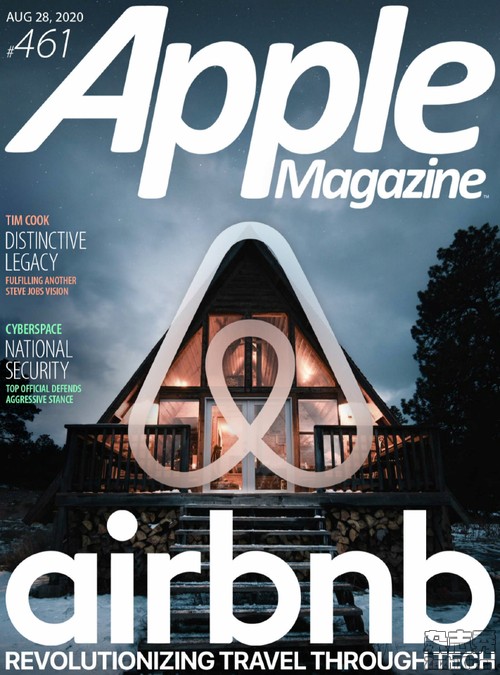 AUG 28, 2020
#461
Apple
Magazine
TM
TIM COOK
DISTINCTIVE
LEGACY
FULFILLING ANOTHER
STEVE JOBS VISION
CYBERSPACE
NATIONAL
SECURITY
TOP OFFICIAL DEFENDS
AGGRESSIVE STANCE
airbnb
REVOLUTIONIZING TRAVEL THROUGH TECH